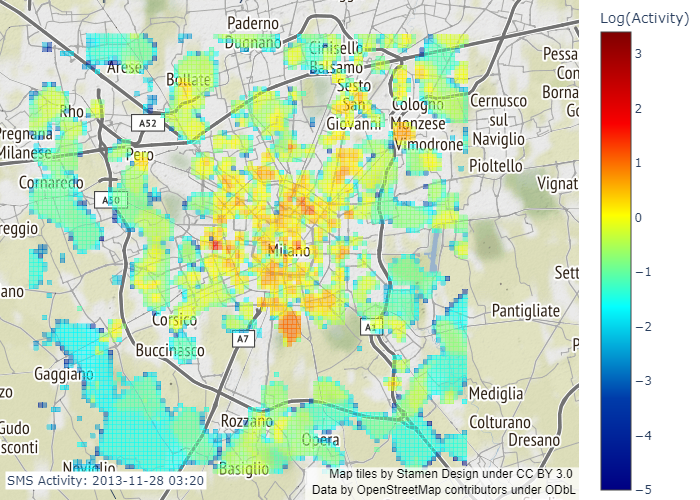 Log(Activity)
3
2
1
0
−1
−2
−3
−4
−5
Paderno
Dugnano
Cinisello
Balsamo
Arese
Bollate
Sesto
San
Giovanni
Cologno
Monzese
Vimodrone
Cernusco
sul
Naviglio
Pessa
Con
Borna
Go
Rho
A52
Pregnana
Milanese
Pero
Pioltello
Vignat
Cornaredo
A50
reggio
Milano
Sett
ano
Pantigliate
Corsico
A7
A1
Buccinasco
P
Gaggiano
Mediglia
zo
Rozzano
Colturano
Gudo
sconti
Opera
Dresano
Noviglio
Basiglio
SMS Activity: 2013-11-28 03:20
Map tiles by Stamen Design under CC BY 3.0
Data by OpenStreetMap contributors under ODbL